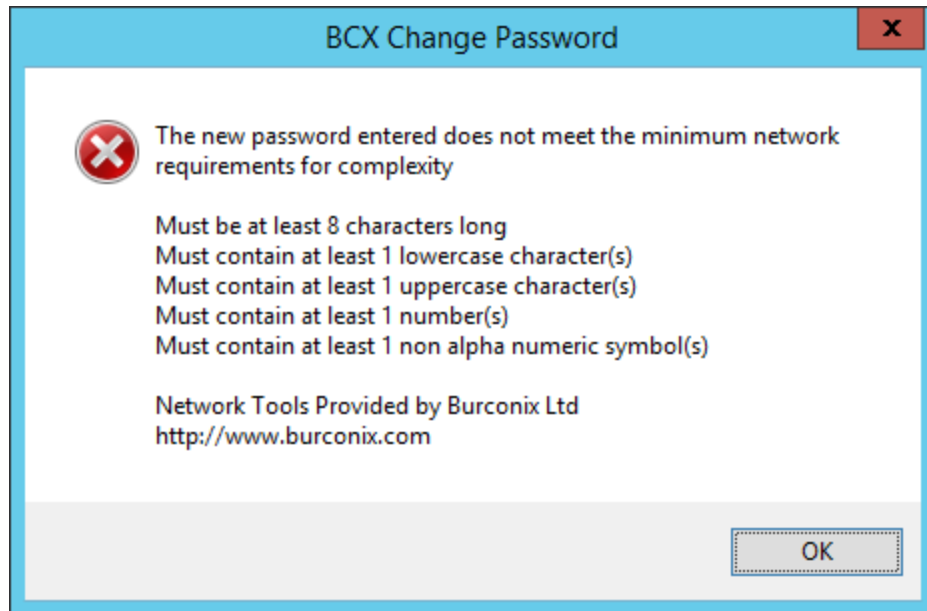 BCX Change Password
x
The new password entered does not meet the minimum network
requirements for complexity
Must be at least 8 characters long
Must contain at least 1 lowercase character(s)
Must contain at least 1 uppercase character(s)
Must contain at least 1 number(s)
Must contain at least 1 non alpha numeric symbol(s)
Network Tools Provided by Burconix Ltd
http://www.burconix.com
OK